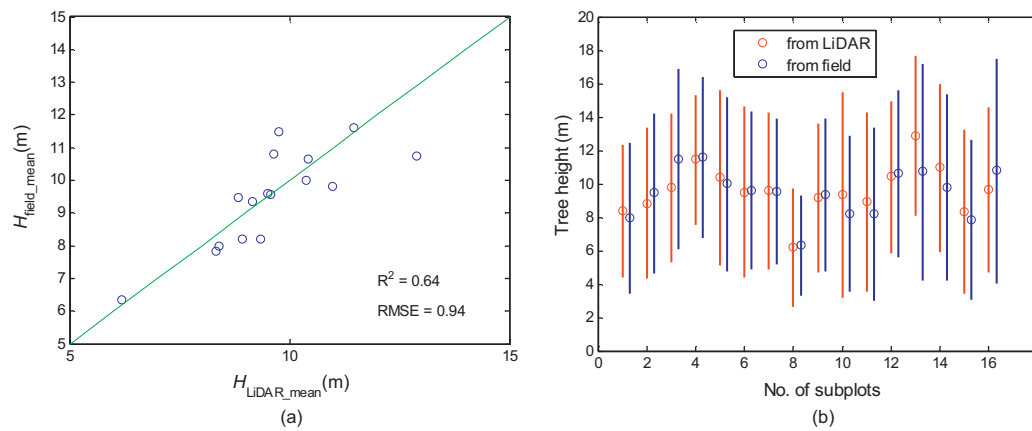 15
14
13
12
11
10
9
8
7
6
5
H_field_mean(m)
R² = 0.64
RMSE = 0.94
5 10 15
H_LiDAR_mean(m)
(a)
20
18
16
14
12
10
8
6
4
2
0
Tree height (m)
from LiDAR
from field
0 2 4 6 8 10 12 14 16
No. of subplots
(b)